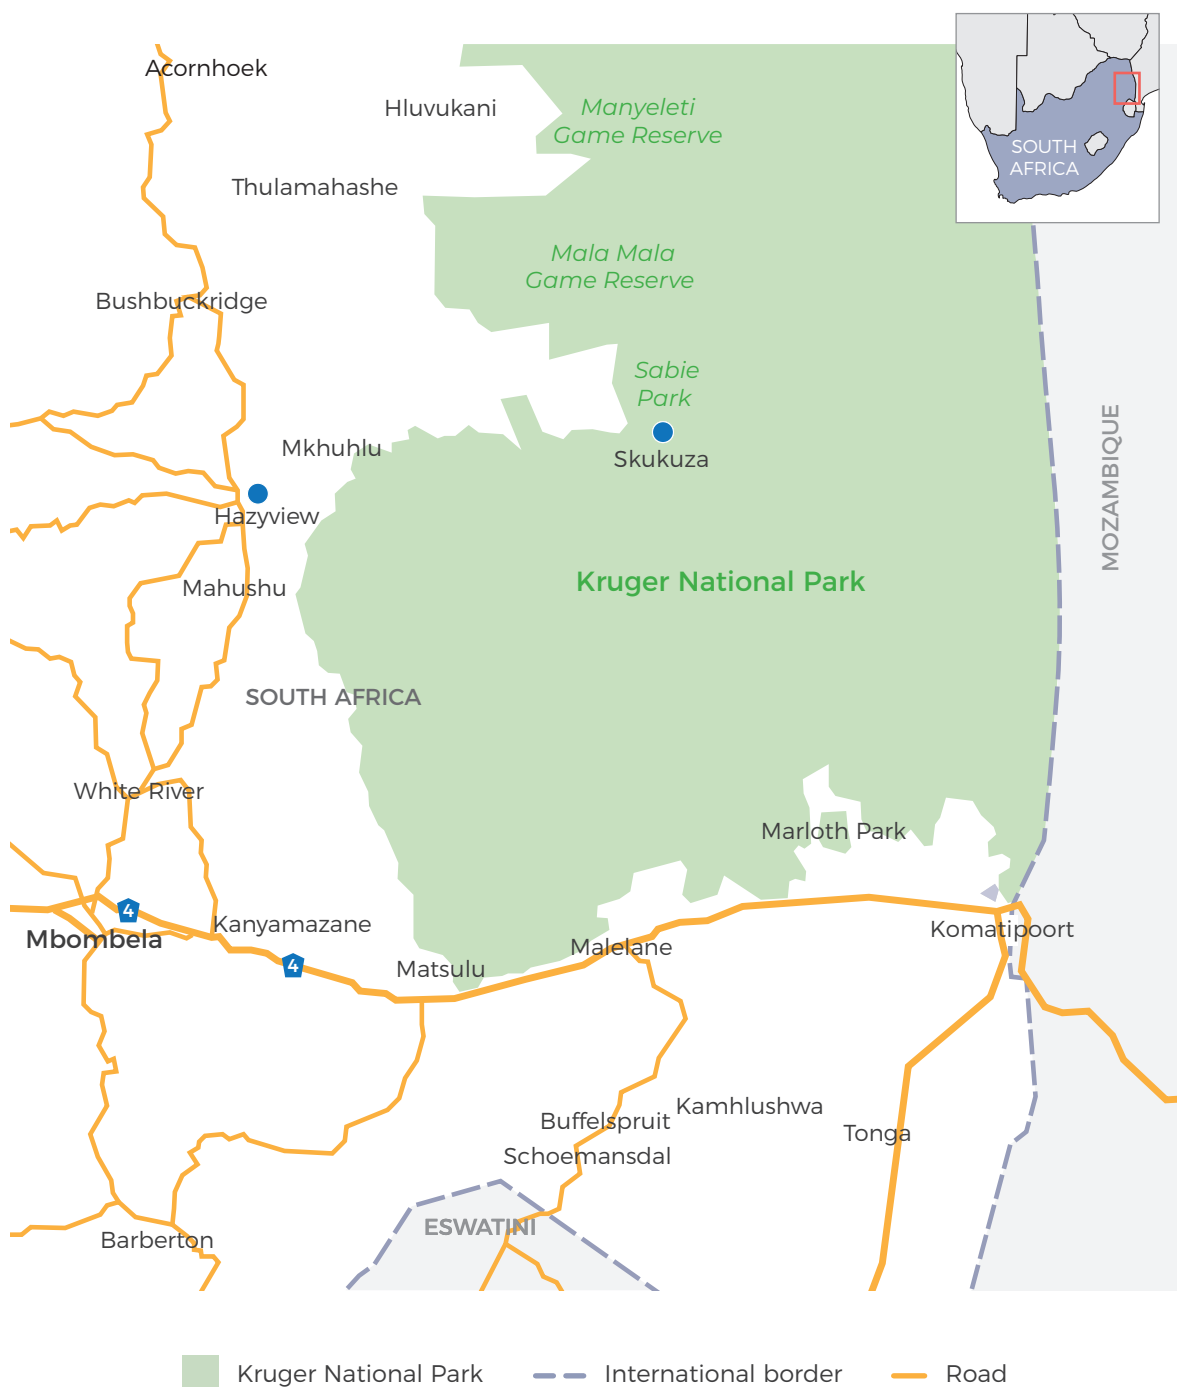 Acornhoek
Hluvukani
Manyeleti
Game Reserve
SOUTH
AFRICA
Thulamahashe
Mala Mala
Game Reserve
Bushbuckridge
Sabie
Park
Mkhuhlu
Skukuza
MOZAMBIQUE
Hazyview
Kruger National Park
Mahushu
SOUTH AFRICA
White River
Marloth Park
4
Kanyamazane
Komatipoort
Mbombela
Malelane
4
Matsulu
Kamhlushwa
Buffelspruit
Tonga
Schoemansdal
ESWATINI
Barberton
Kruger National Park
International border
Road